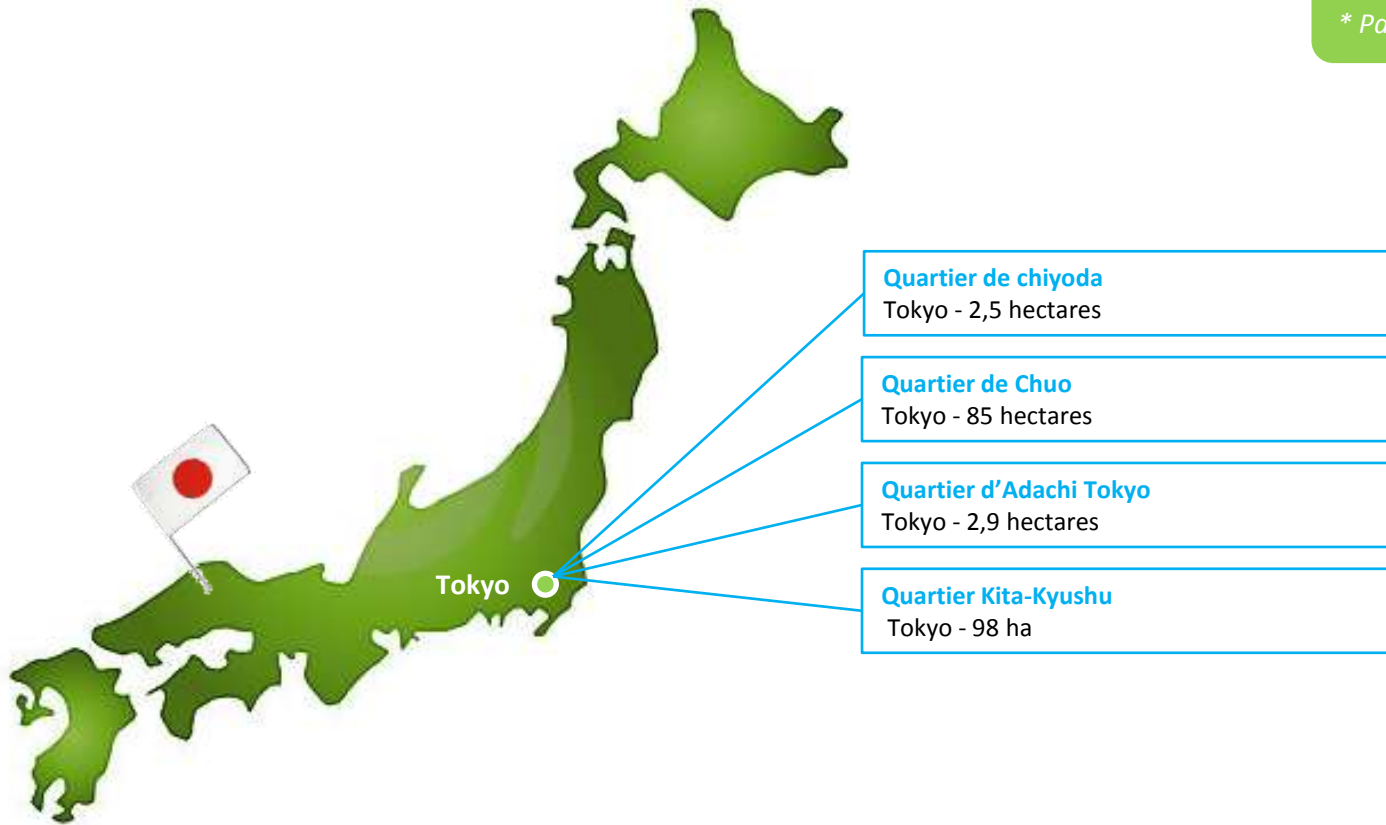 * Pa
Quartier de chiyoda
Tokyo - 2,5 hectares
Quartier de Chuo
Tokyo - 85 hectares
Quartier d’Adachi Tokyo
Tokyo - 2,9 hectares
Tokyo
Quartier Kita-Kyushu
Tokyo - 98 ha